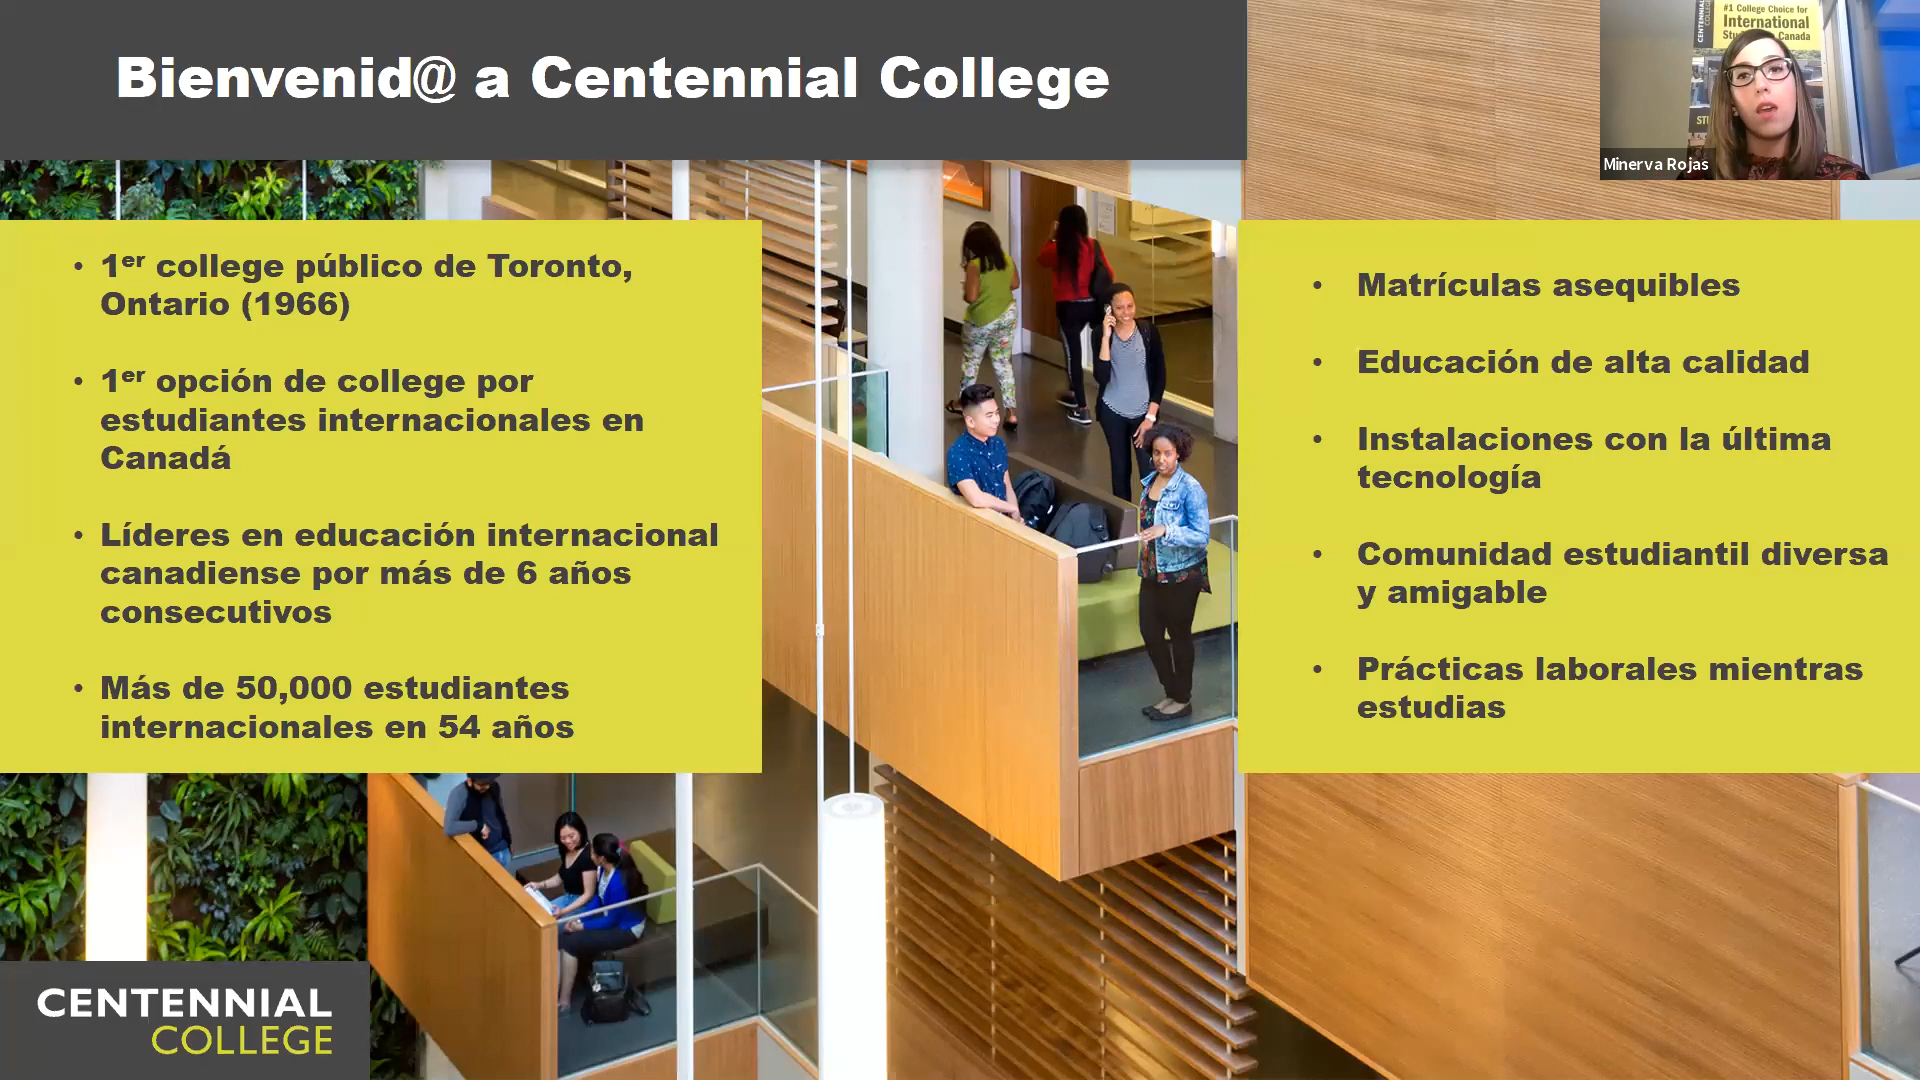 Bienvenid@ a Centennial College
#1 College Choice for
International
Canada
Minerva Rojas
• 1er college público de Toronto,
Ontario (1966)
• 1er opción de college por
estudiantes internacionales en
Canadá
• Líderes en educación internacional
canadiense por más de 6 años
consecutivos
• Más de 50,000 estudiantes
internacionales en 54 años
• Matrículas asequibles
• Educación de alta calidad
• Instalaciones con la última
tecnología
• Comunidad estudiantil diversa
y amigable
• Prácticas laborales mientras
estudias
CENTENNIAL
COLLEGE